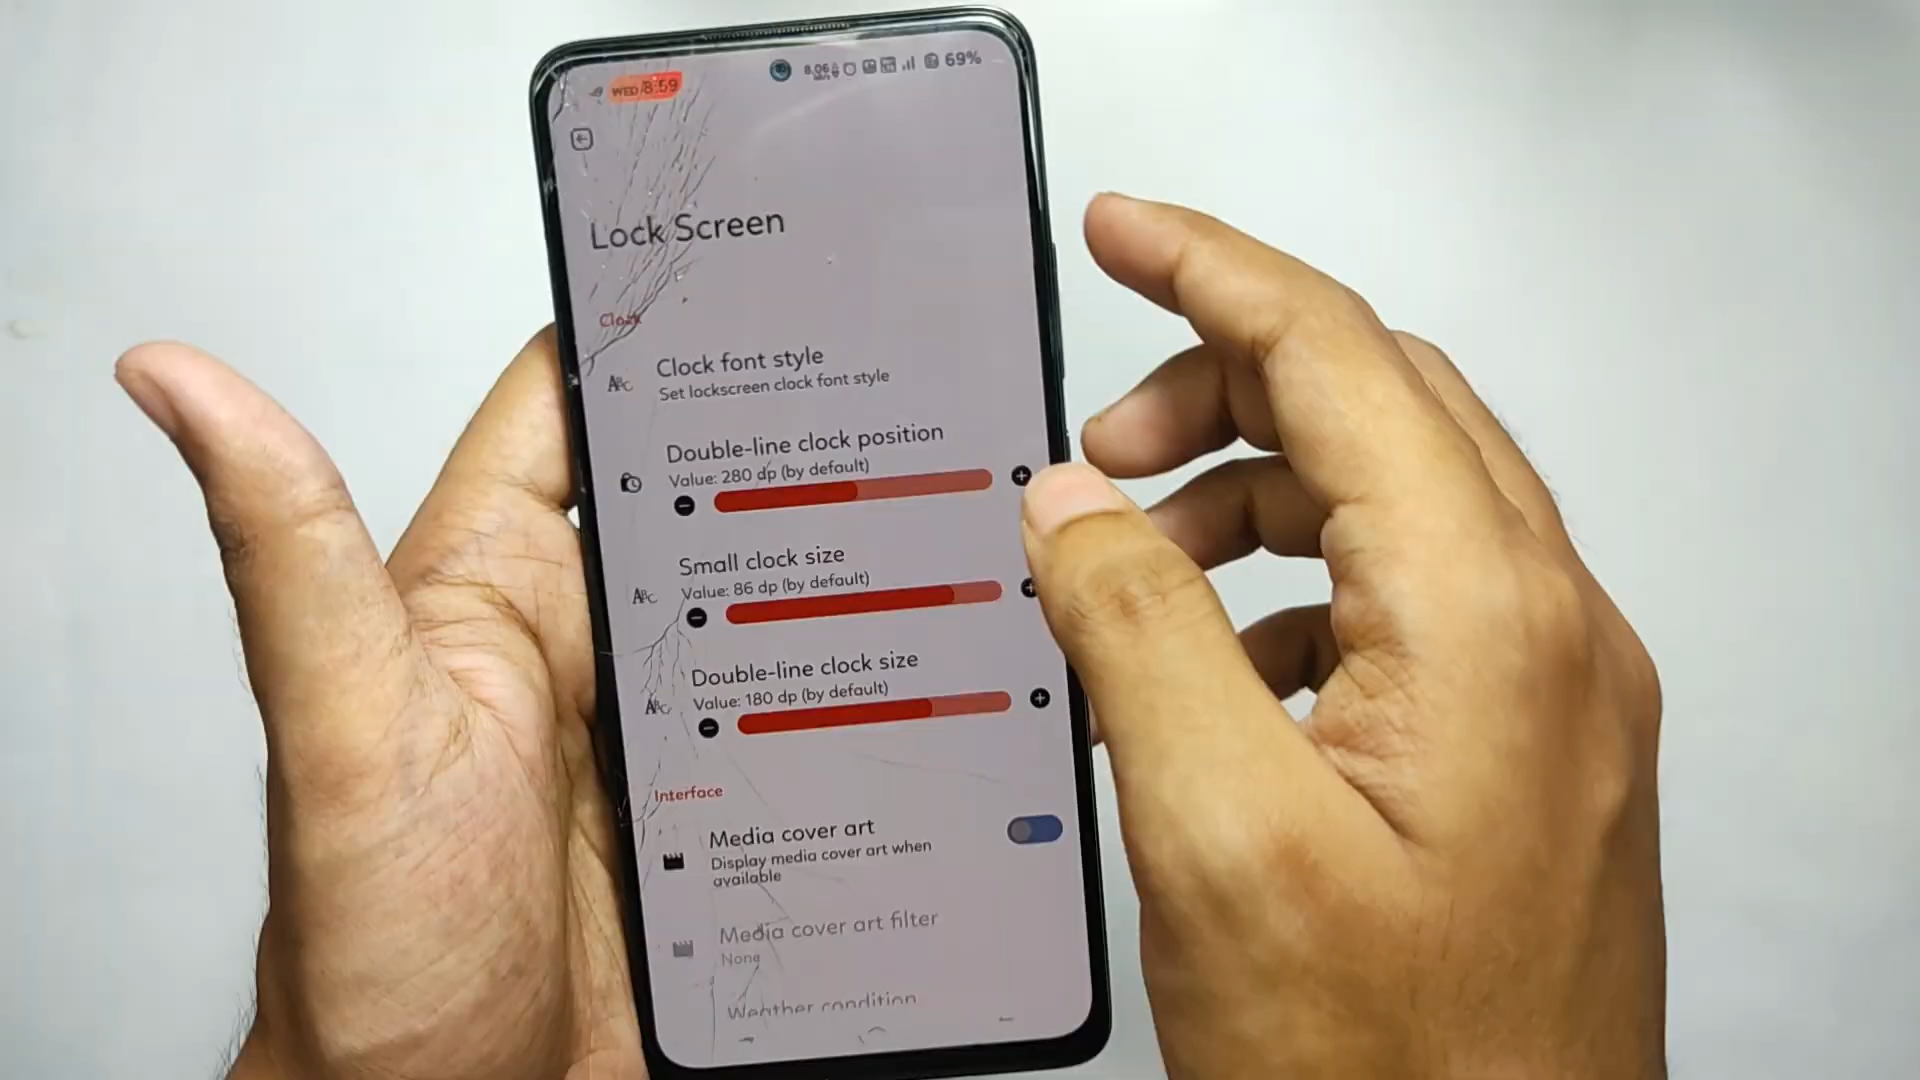 WED 8:59
8.06 69%
Lock Screen
Clock
Clock font style
Set lockscreen clock font style
Double-line clock position
Value: 280 dp (by default)
Small clock size
Value: 86 dp (by default)
Double-line clock size
Value: 180 dp (by default)
Interface
Media cover art
Display media cover art when
available
Media cover art filter
None
Weather condition